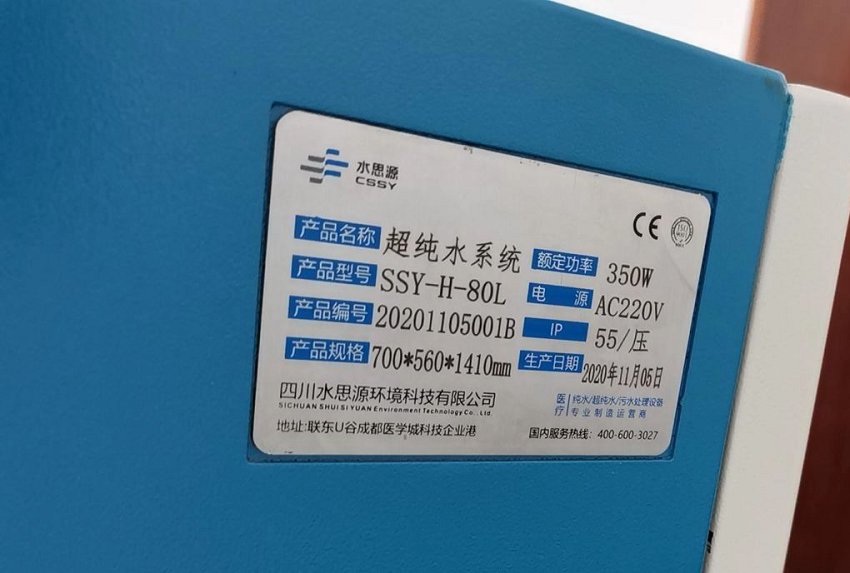 水思源
CSSY
CE
ISO
产品名称 超纯水系统 额定功率 350W
产品型号 SSY-H-80L 电 源 AC220V
产品编号 20201105001B IP 55/压
产品规格 700*560*1410mm 生产日期 2020年11月05日
四川水思源环境科技有限公司
SICHUAN SHUISIYUAN Environment Technology Co., Ltd.
医疗 纯水/超纯水/污水处理设备
专业制造运营商
地址:联东U谷成都医学城科技企业港 国内服务热线: 400-600-3027